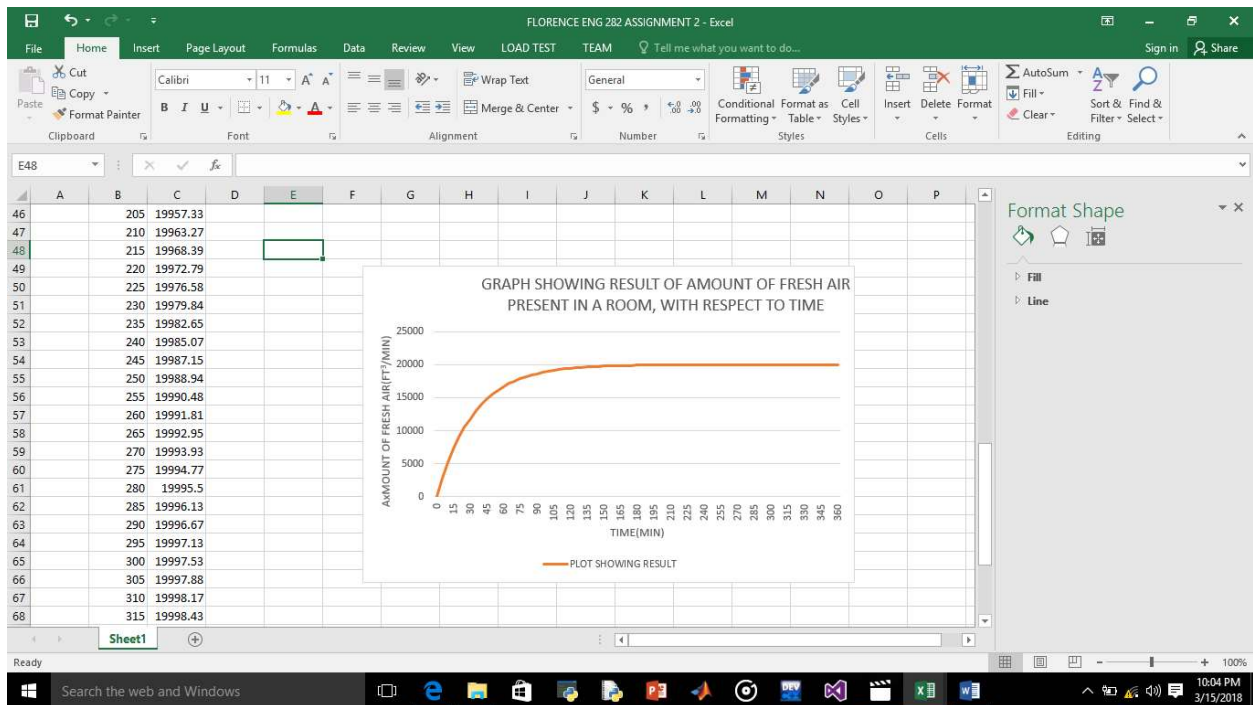 FLORENCE ENG 282 ASSIGNMENT 2 - Excel
File Home Insert Page Layout Formulas Data Review View LOAD TEST TEAM Tell me what you want to do... Sign in Share
Cut
Copy
Format Painter
Paste
Clipboard
Calibri 11 A A
B I U A
Font
Wrap Text
Merge & Center
Alignment
General
$ % , .0 .00 .00 .0
Number
Conditional Formatting
Format as Table
Cell Styles
Styles
Insert Delete Format
Cells
AutoSum
Fill
Clear
Sort & Filter
Find & Select
Editing
E48 fx
A B C D E F G H I J K L M N O P
46 205 19957.33
47 210 19963.27
48 215 19968.39
49 220 19972.79
50 225 19976.58
51 230 19979.84
52 235 19982.65
53 240 19985.07
54 245 19987.15
55 250 19988.94
56 255 19990.48
57 260 19991.81
58 265 19992.95
59 270 19993.93
60 275 19994.77
61 280 19995.5
62 285 19996.13
63 290 19996.67
64 295 19997.13
65 300 19997.53
66 305 19997.88
67 310 19998.17
68 315 19998.43
GRAPH SHOWING RESULT OF AMOUNT OF FRESH AIR
PRESENT IN A ROOM, WITH RESPECT TO TIME
AxMOUNT OF FRESH AIR(FT³/MIN)
25000
20000
15000
10000
5000
0
0 15 30 45 60 75 90 105 120 135 150 165 180 195 210 225 240 255 270 285 300 315 330 345 360
TIME(MIN)
PLOT SHOWING RESULT
Format Shape
Fill
Line
Sheet1
Ready
100%
Search the web and Windows
DEV
10:04 PM
3/15/2018